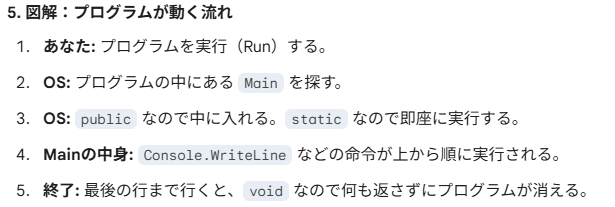 5. 図解：プログラムが動く流れ
1. あなた: プログラムを実行（Run）する。
2. OS: プログラムの中にある Main を探す。
3. OS: public なので中に入れる。 static なので即座に実行する。
4. Mainの中身: Console.WriteLine などの命令が上から順に実行される。
5. 終了: 最後の行まで行くと、 void なので何も返さずにプログラムが消える。